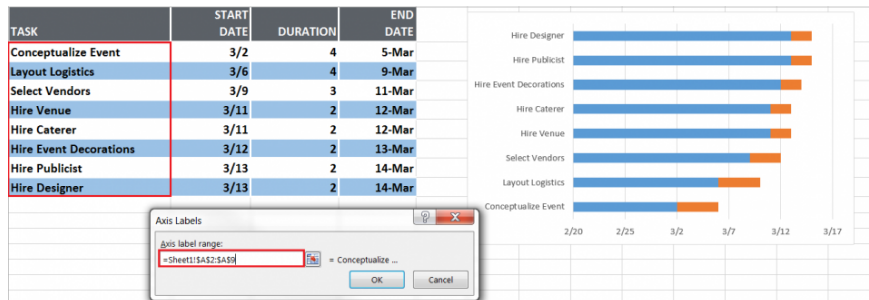 TASK START DATE DURATION END DATE
Conceptualize Event 3/2 4 5-Mar
Layout Logistics 3/6 4 9-Mar
Select Vendors 3/9 3 11-Mar
Hire Venue 3/11 2 12-Mar
Hire Caterer 3/11 2 12-Mar
Hire Event Decorations 3/12 2 13-Mar
Hire Publicist 3/13 2 14-Mar
Hire Designer 3/13 2 14-Mar
Axis Labels
Axis label range:
=Sheet1!$A$2:$A$9 = Conceptualize ...
OK Cancel
Hire Designer
Hire Publicist
Hire Event Decorations
Hire Caterer
Hire Venue
Select Vendors
Layout Logistics
Conceptualize Event
2/20 2/25 3/2 3/7 3/12 3/17